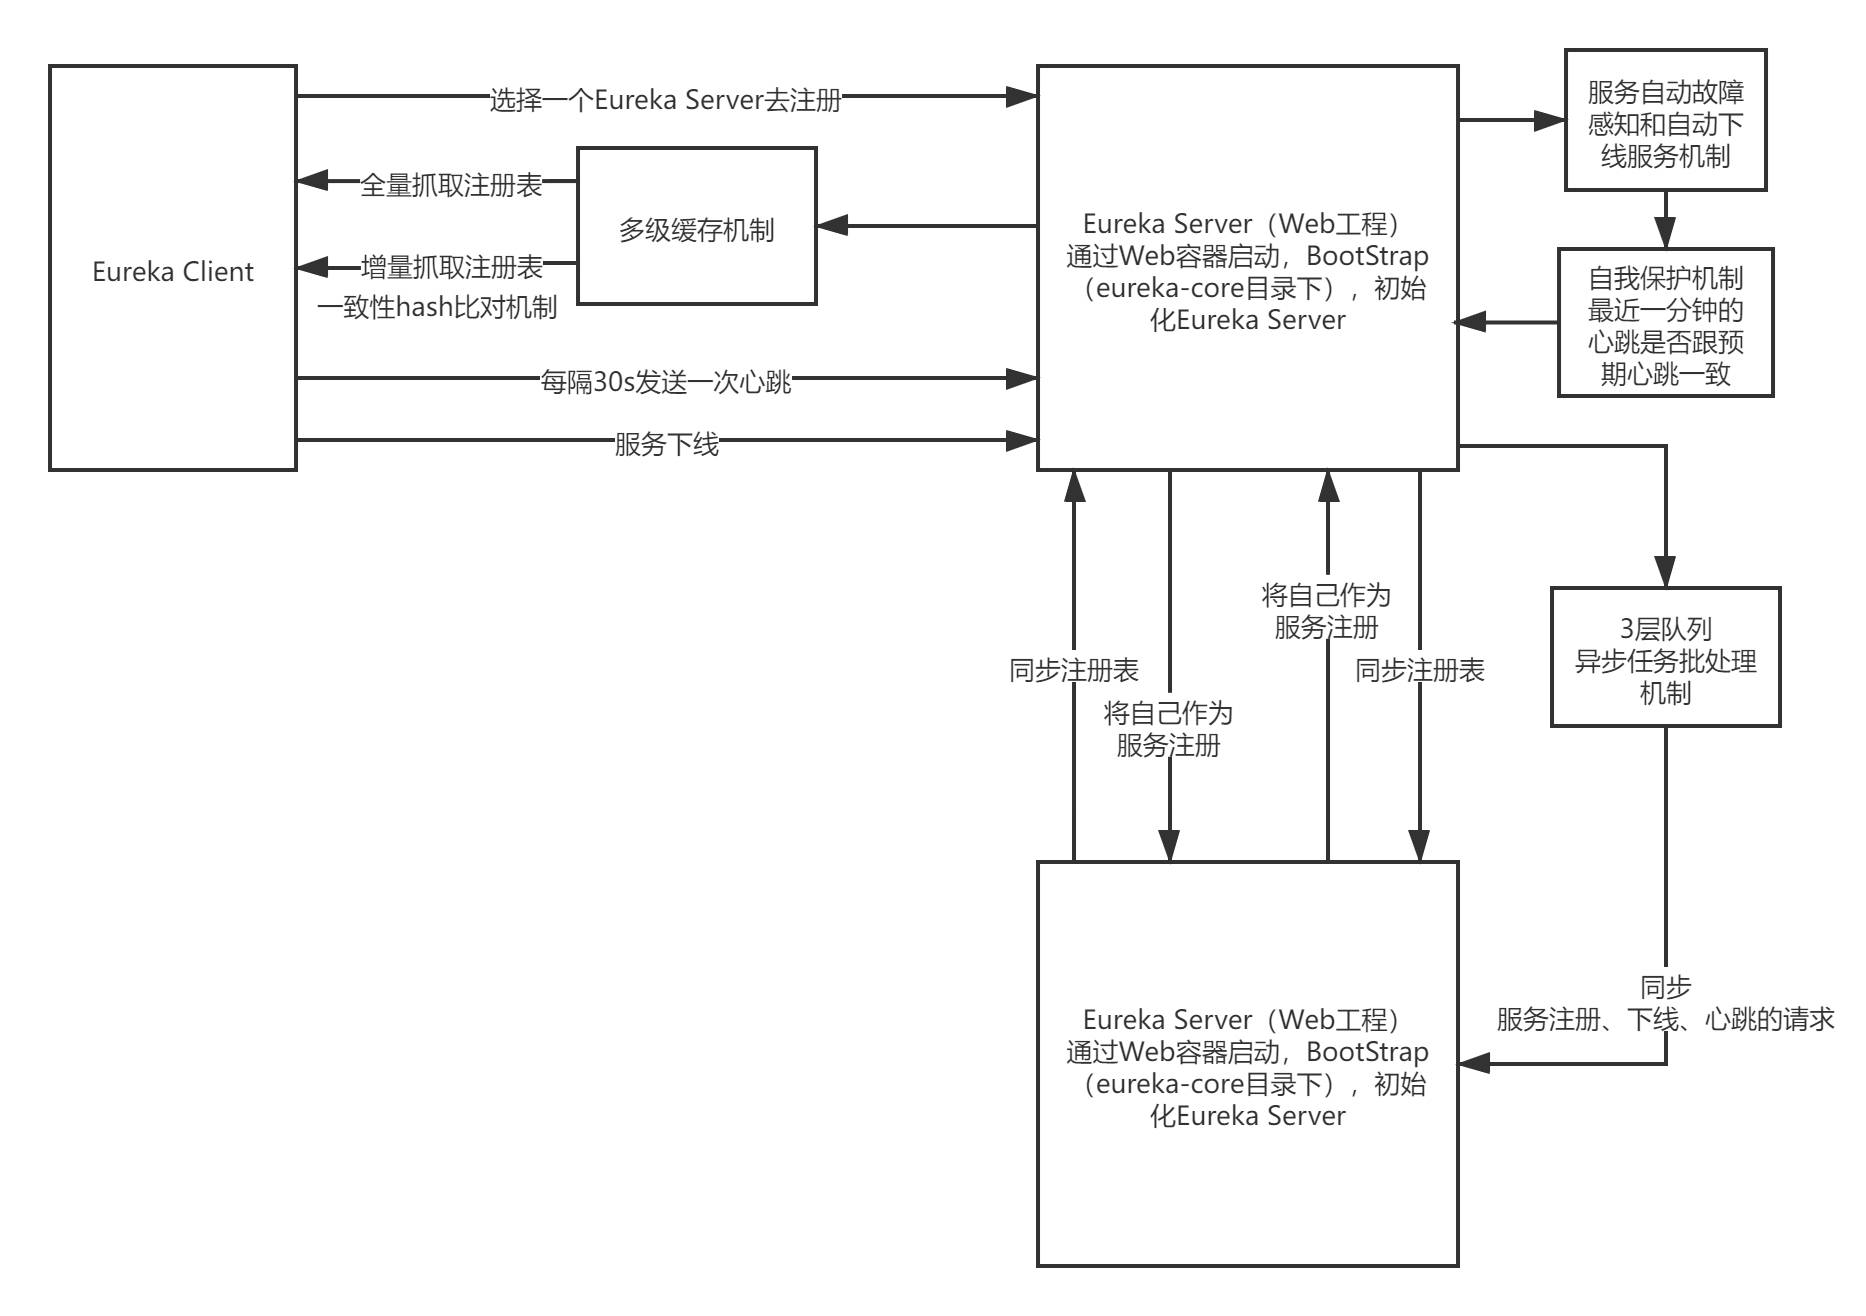 Eureka Client
选择一个Eureka Server去注册
全量抓取注册表
增量抓取注册表
一致性hash比对机制
多级缓存机制
每隔30s发送一次心跳
服务下线
Eureka Server（Web工程）
通过Web容器启动，BootStrap
（eureka-core目录下），初始
化Eureka Server
服务自动故障
感知和自动下
线服务机制
自我保护机制
最近一分钟的
心跳是否跟预
期心跳一致
同步注册表
将自己作为
服务注册
将自己作为
服务注册
同步注册表
3层队列
异步任务批处理
机制
同步
服务注册、下线、心跳的请求
Eureka Server（Web工程）
通过Web容器启动，BootStrap
（eureka-core目录下），初始
化Eureka Server